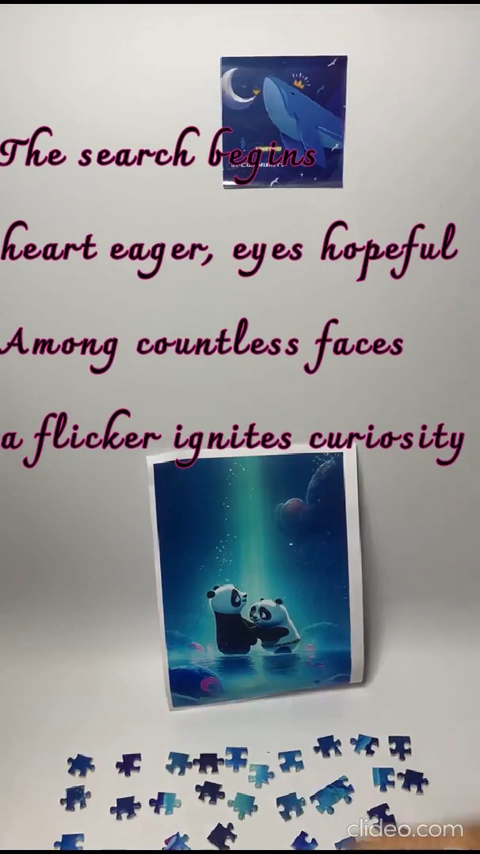 The search begins
heart eager, eyes hopeful
Among countless faces
a flicker ignites curiosity
clideo.com